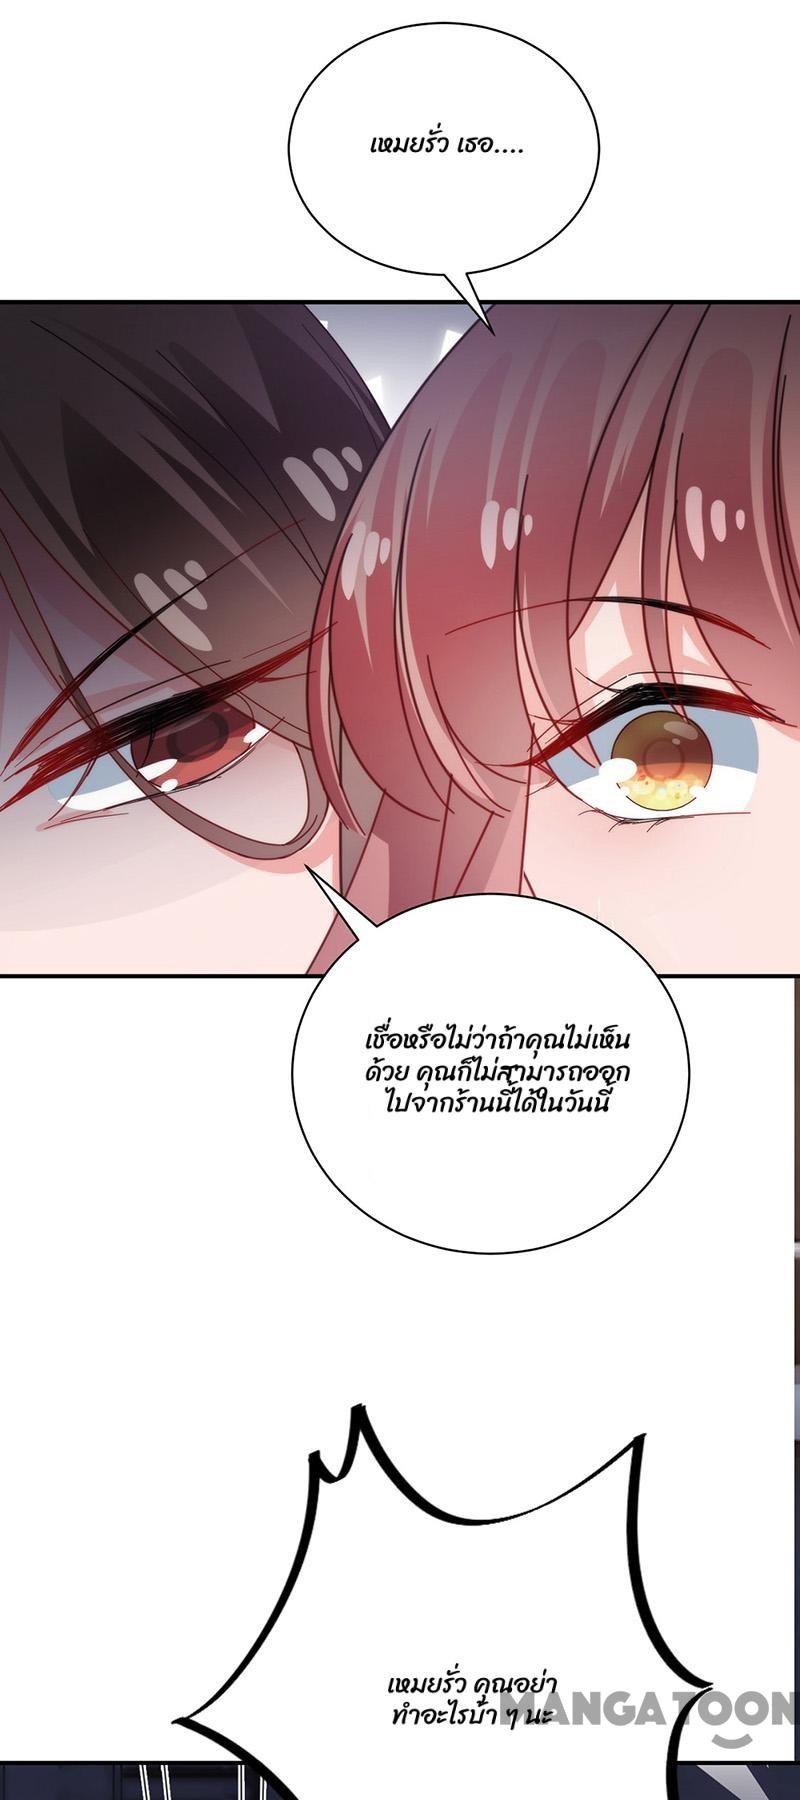 เหมยรั่ว เธอ....
เชื่อหรือไม่ว่าถ้าคุณไม่เห็น
ด้วย คุณก็ไม่สามารถออก
ไปจากร้านนี้ได้ในวันนี้
เหมยรั่ว คุณอย่า
ทำอะไรบ้า ๆ นะ
MANGATOON